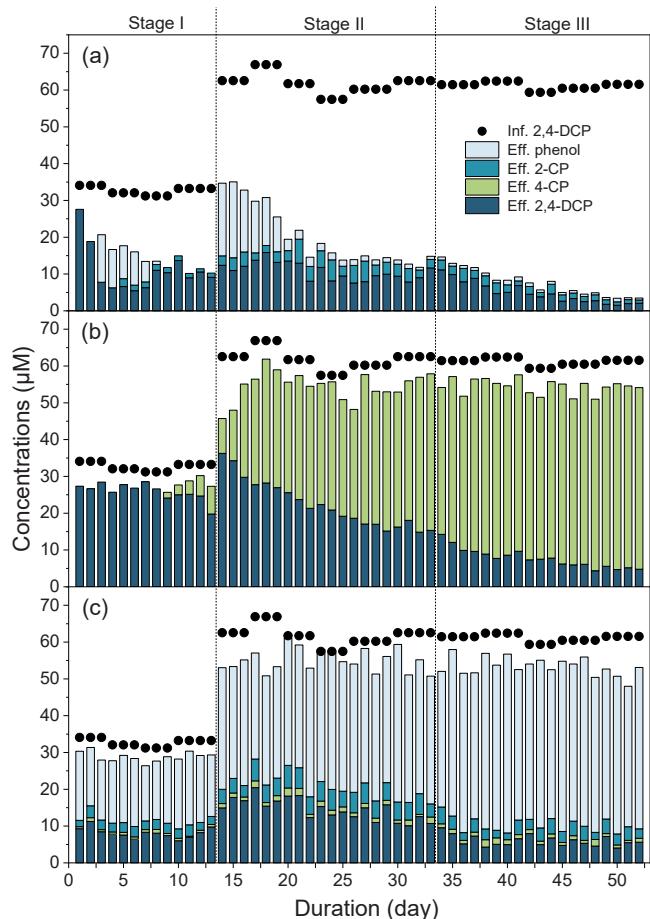 Stage I Stage II Stage III
(a)
70
60
50
40
30
20
10
0
Inf. 2,4-DCP
Eff. phenol
Eff. 2-CP
Eff. 4-CP
Eff. 2,4-DCP
(b)
70
60
50
40
30
20
10
0
Concentrations (μM)
(c)
70
60
50
40
30
20
10
0
0 5 10 15 20 25 30 35 40 45 50
Duration (day)